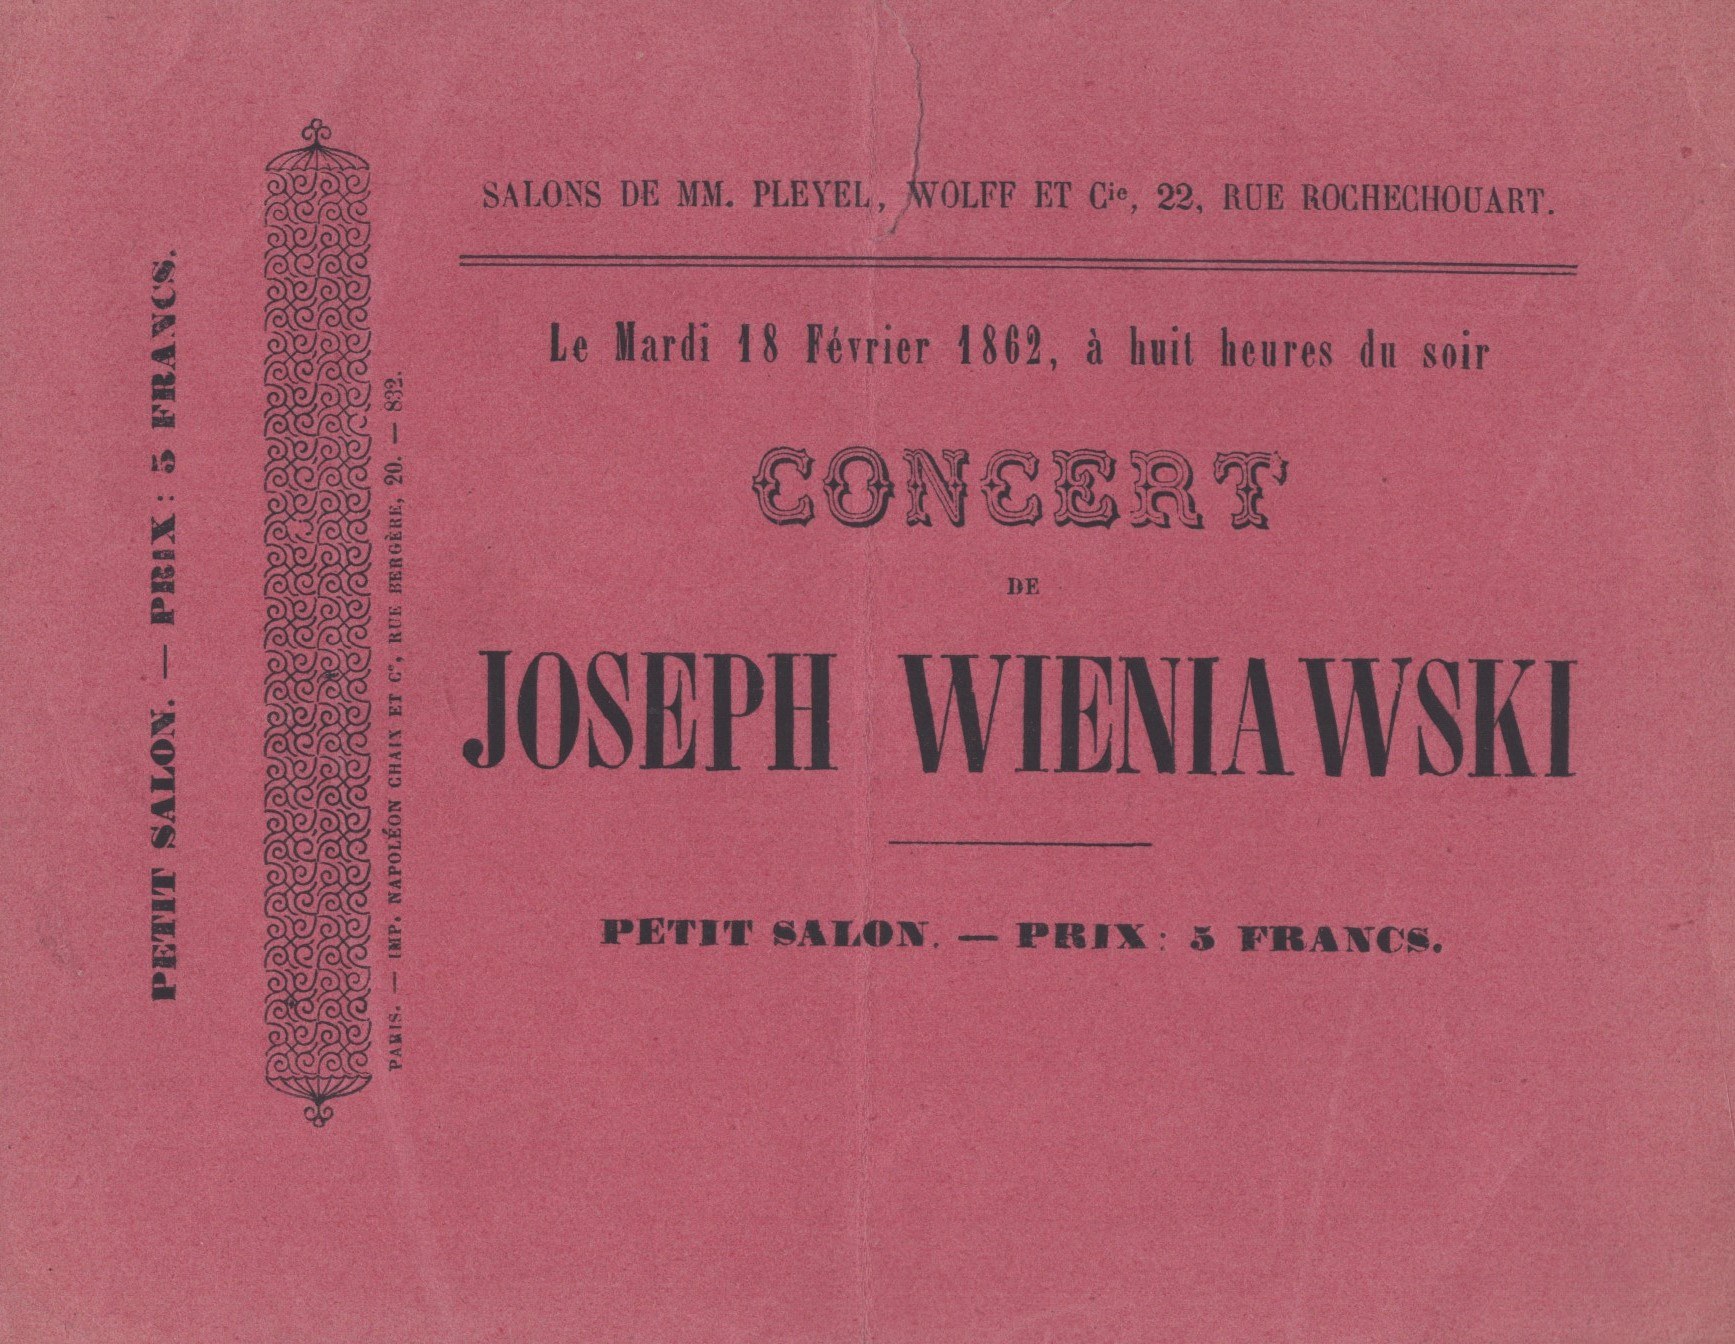 PETIT SALON. — PRIX : 5 FRANCS.
PARIS. — IMP. NAPOLÉON CHAIX ET Cie, RUE BERGÈRE, 20. — 832.
SALONS DE MM. PLEYEL, WOLFF ET Cie, 22, RUE ROCHECHOUART.
Le Mardi 18 Février 1862, à huit heures du soir
CONCERT
DE
JOSEPH WIENIAWSKI
PETIT SALON. — PRIX : 5 FRANCS.